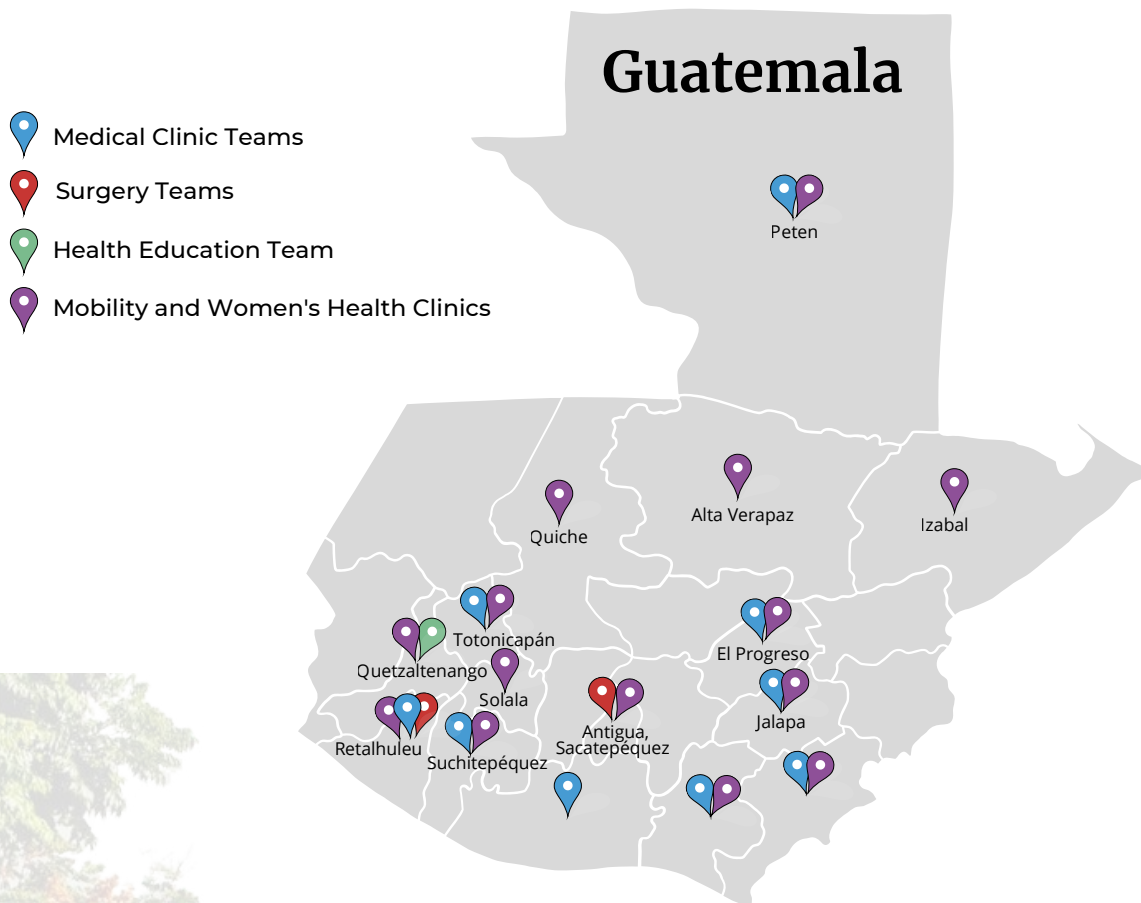 Guatemala
Medical Clinic Teams
Surgery Teams
Health Education Team
Mobility and Women's Health Clinics
Peten
Alta Verapaz
Izabal
Quiche
Totonicapán
El Progreso
Quetzaltenango
Solala
Jalapa
Antigua,
Sacatepéquez
Retalhuleu
Suchitepéquez